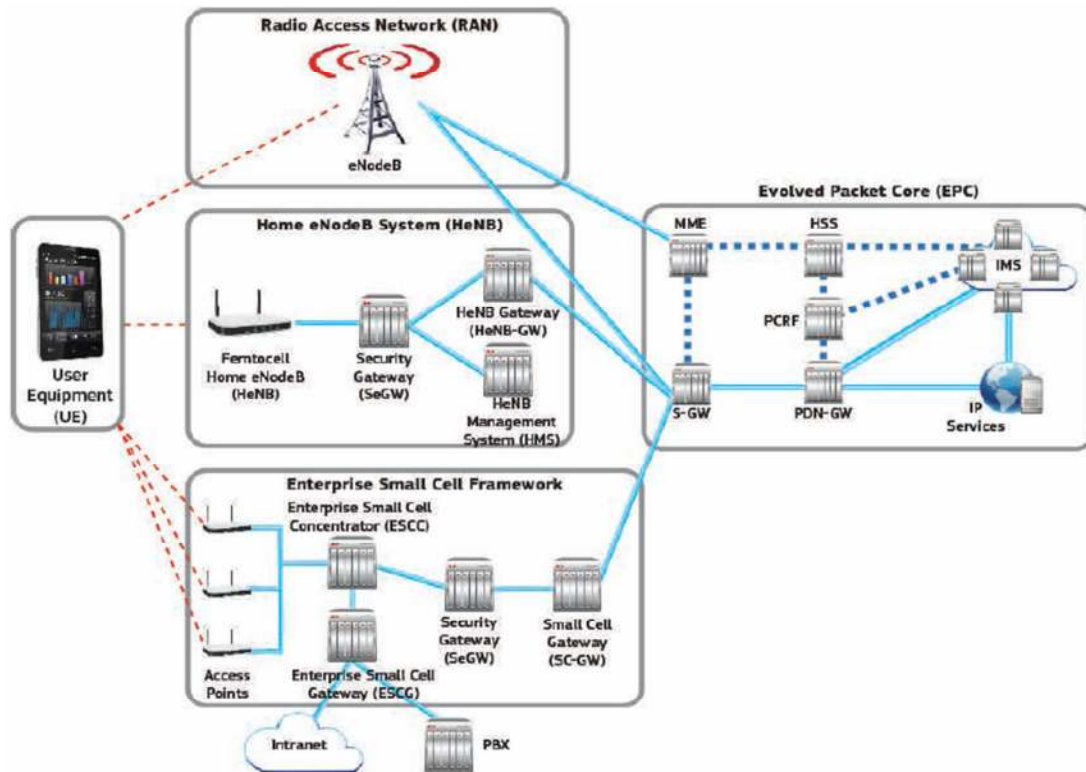 Radio Access Network (RAN)
eNodeB
Home eNodeB System (HeNB)
HeNB Gateway
(HeNB-GW)
Femtocell
Home eNodeB
(HeNB)
Security
Gateway
(SeGW)
HeNB
Management
System (HMS)
User
Equipment
(UE)
Evolved Packet Core (EPC)
MME
HSS
IMS
PCRF
S-GW
PDN-GW
IP
Services
Enterprise Small Cell Framework
Enterprise Small Cell
Concentrator (ESCC)
Security
Gateway
(SeGW)
Small Cell
Gateway
(SC-GW)
Access
Points
Enterprise Small Cell
Gateway (ESCG)
Intranet
PBX